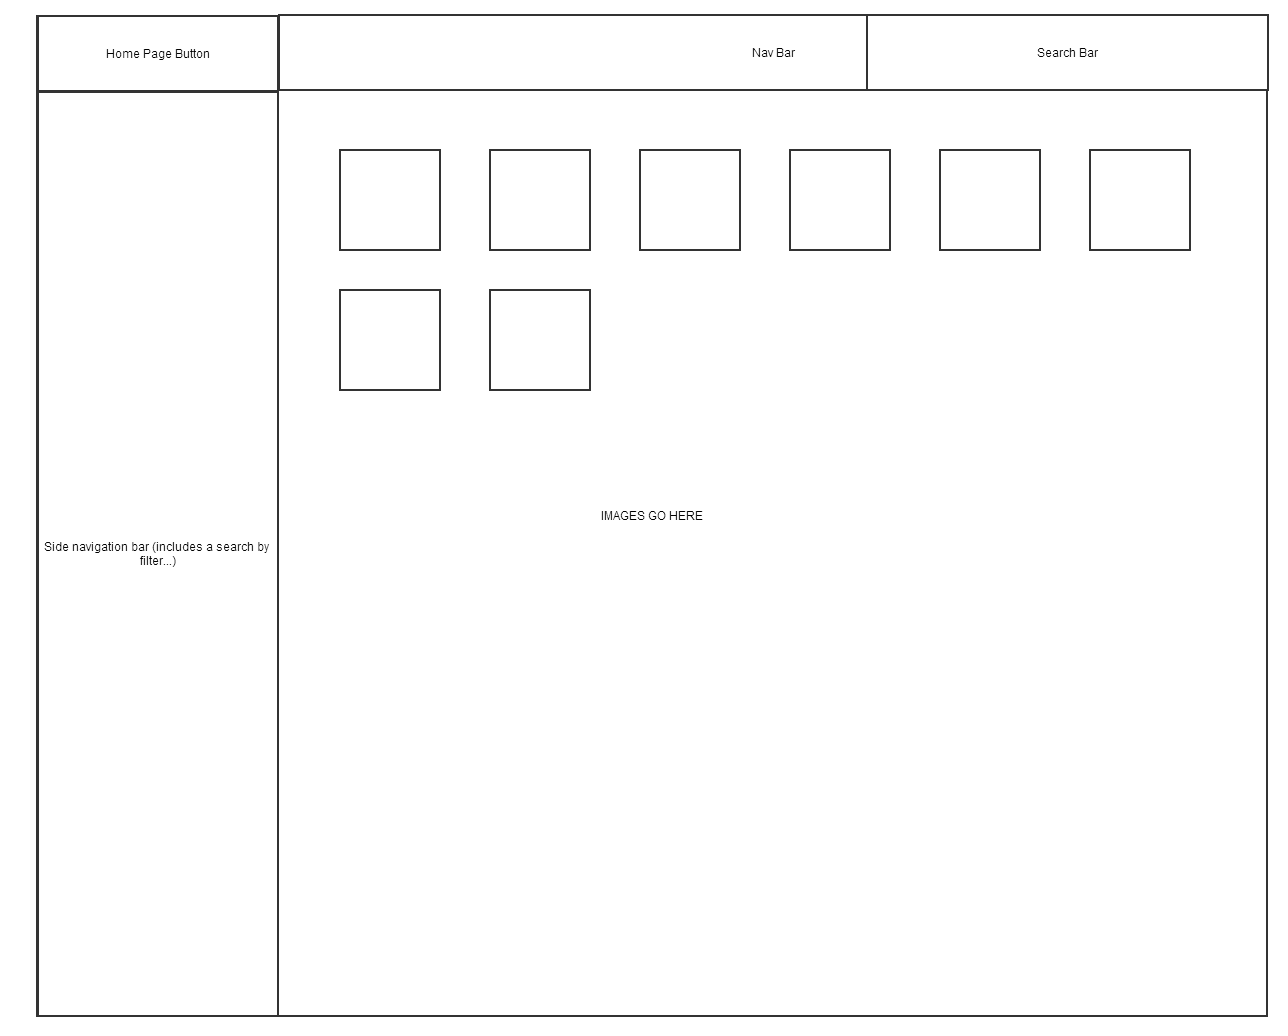 Home Page Button
Nav Bar
Search Bar
IMAGES GO HERE
Side navigation bar (includes a search by
filter...)